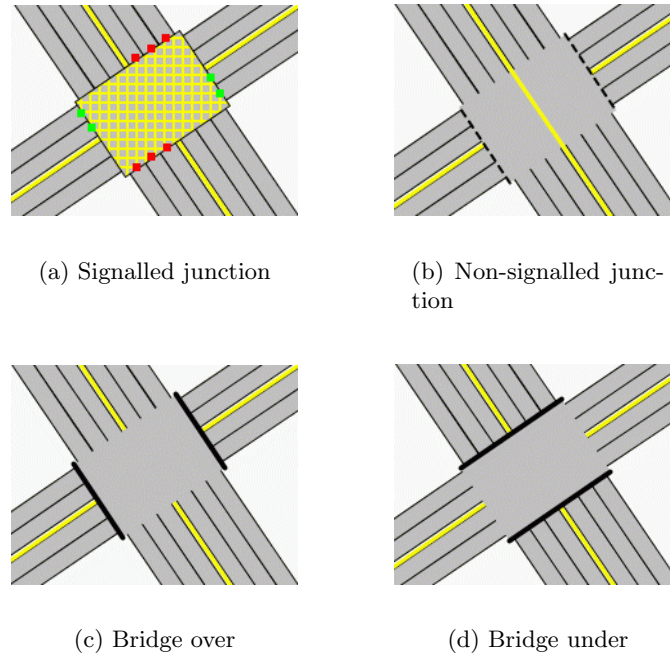 (a) Signalled junction
(b) Non-signalled junc-
tion
(c) Bridge over
(d) Bridge under